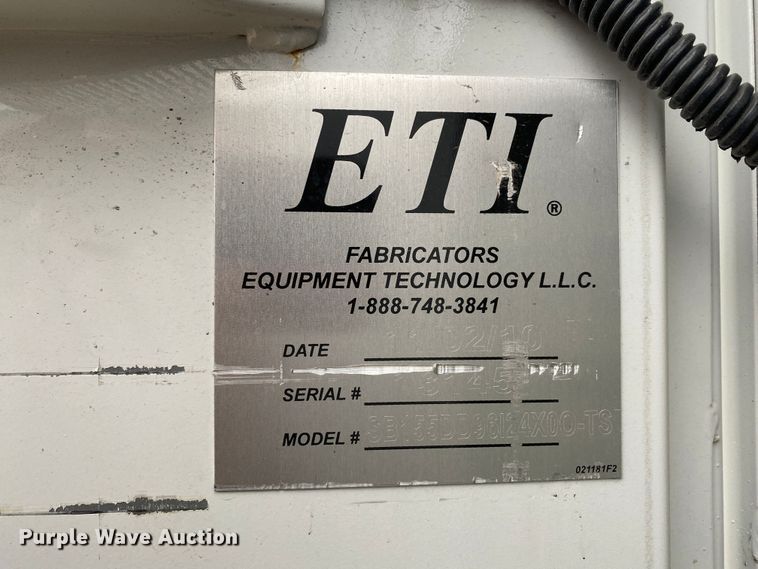 ETI®
FABRICATORS
EQUIPMENT TECHNOLOGY L.L.C.
1-888-748-3841
DATE
SERIAL #
MODEL #
021181F2
Purple Wave Auction